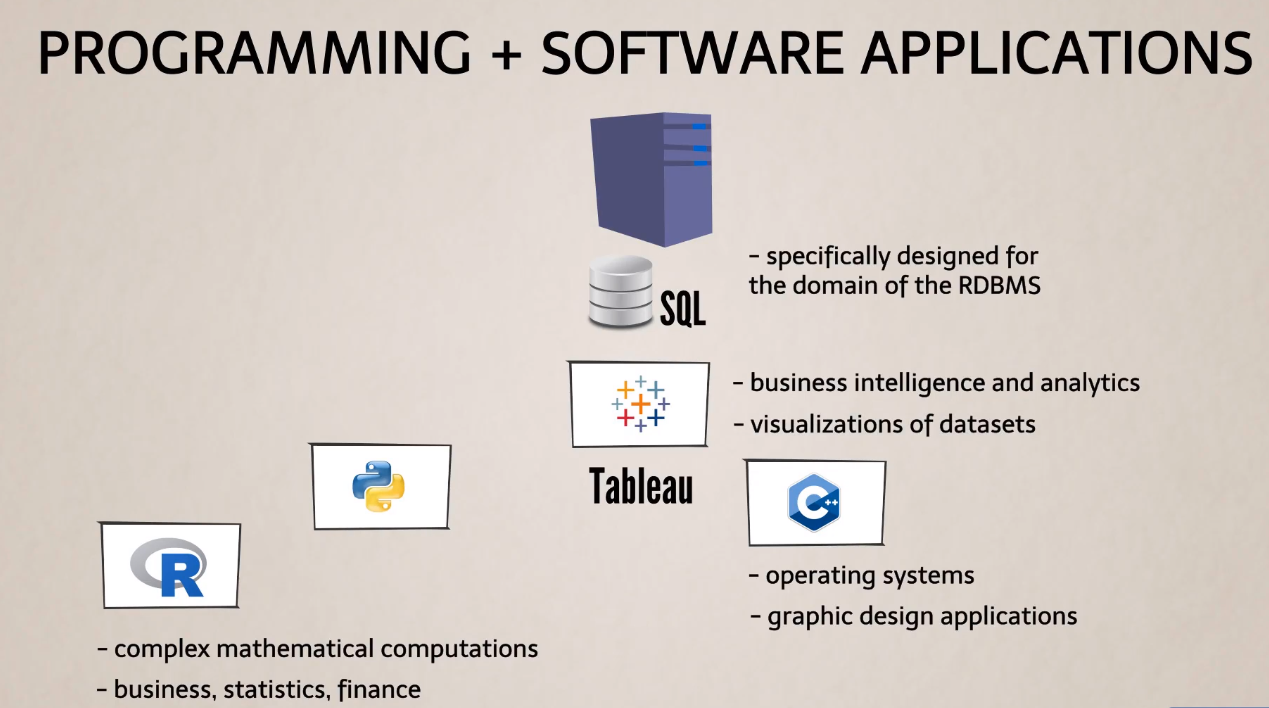 PROGRAMMING + SOFTWARE APPLICATIONS
- specifically designed for
the domain of the RDBMS
SQL
- business intelligence and analytics
- visualizations of datasets
Tableau
C++
- operating systems
- graphic design applications
R
- complex mathematical computations
- business, statistics, finance